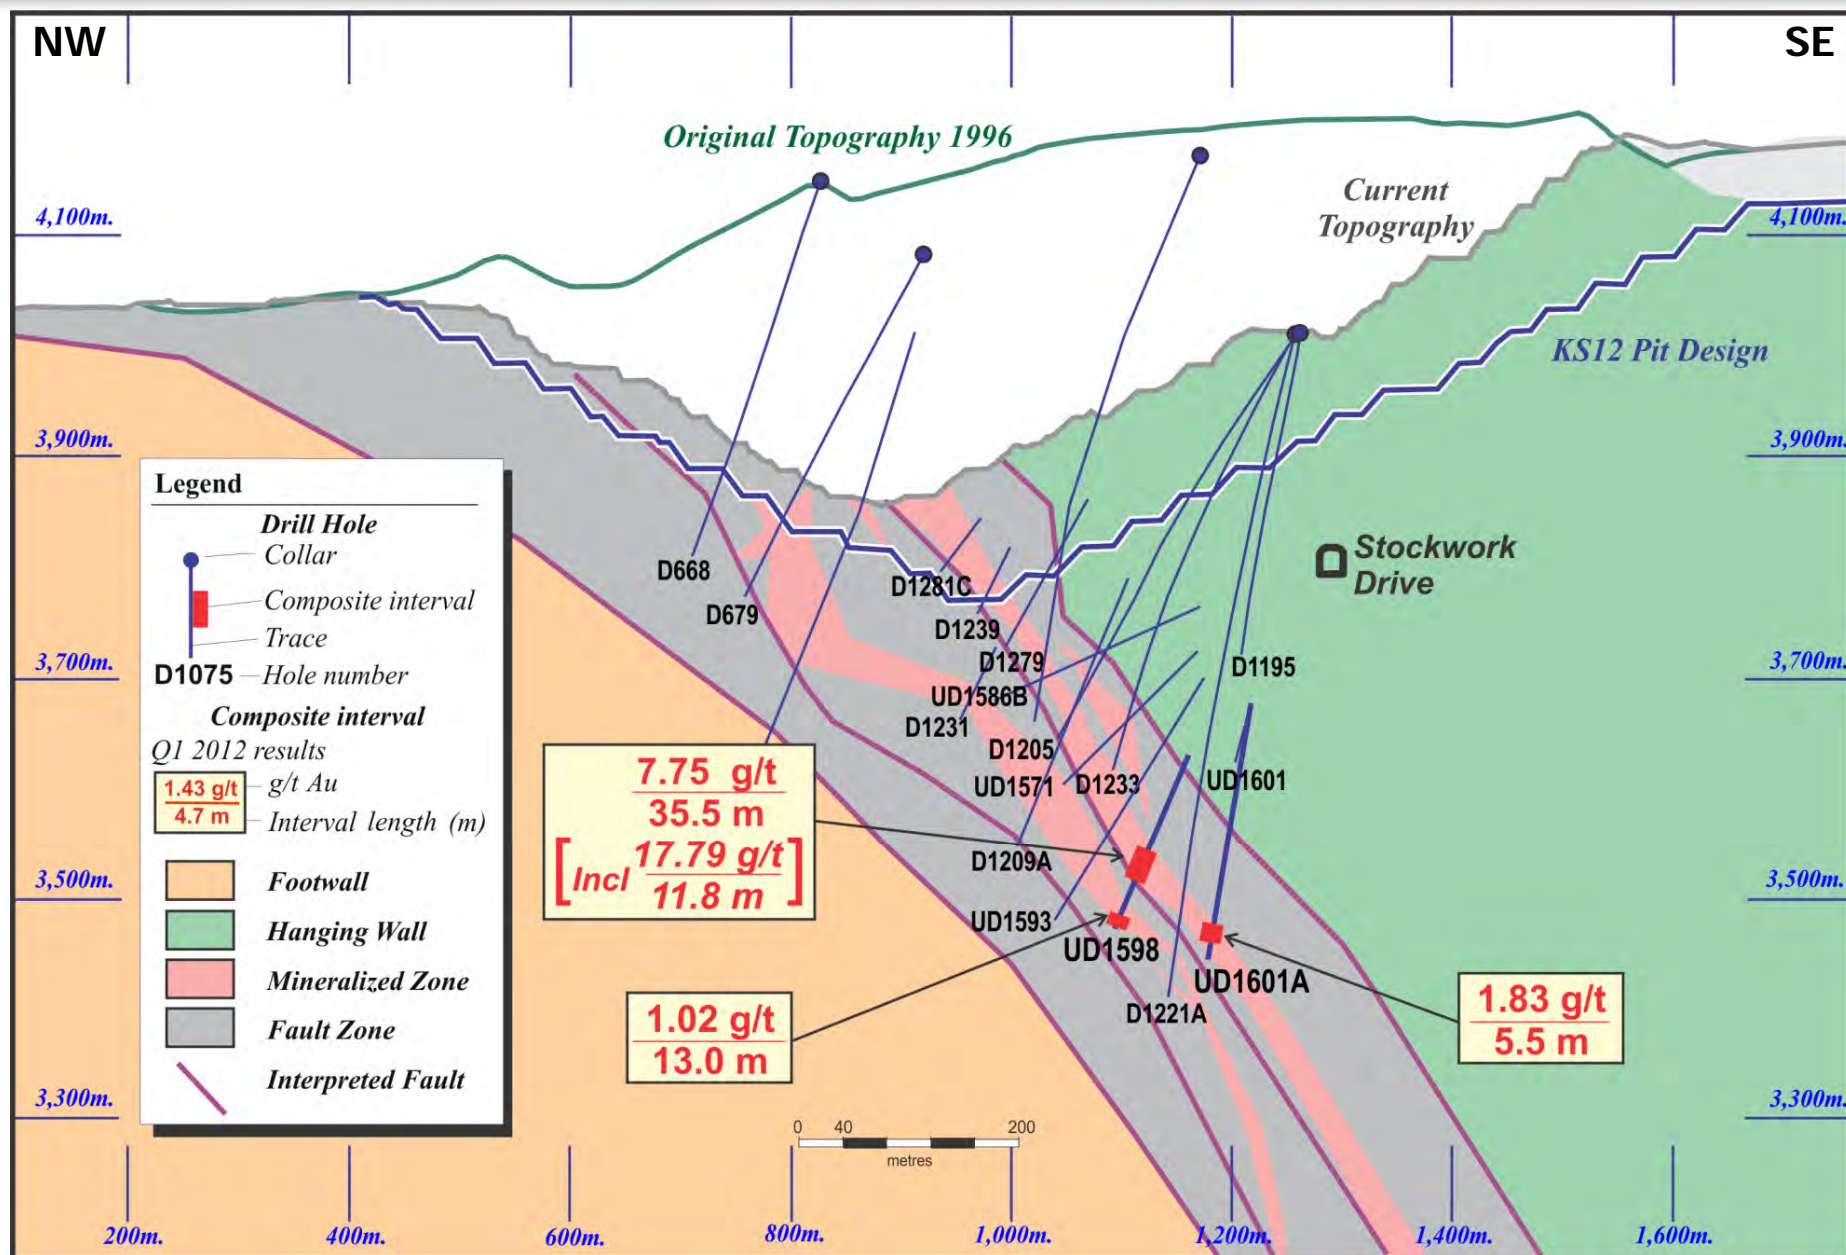 NW
SE
Original Topography 1996
Current
Topography
4,100m.
4,100m.
KS12 Pit Design
3,900m.
3,900m.
Legend
Drill Hole
Collar
Composite interval
Trace
D1075
Hole number
Composite interval
Q1 2012 results
1.43 g/t
4.7 m
g/t Au
Interval length (m)
Footwall
Hanging Wall
Mineralized Zone
Fault Zone
Interpreted Fault
Stockwork
Drive
D668
D679
D1281C
D1239
D1279
UD1586B
D1231
D1205
UD1571
D1233
D1195
UD1601
3,700m.
3,700m.
7.75 g/t
35.5 m
[Incl 17.79 g/t
11.8 m]
D1209A
UD1593
UD1598
UD1601A
D1221A
3,500m.
3,500m.
1.02 g/t
13.0 m
1.83 g/t
5.5 m
3,300m.
3,300m.
0 40 200
metres
200m.
400m.
600m.
800m.
1,000m.
1,200m.
1,400m.
1,600m.